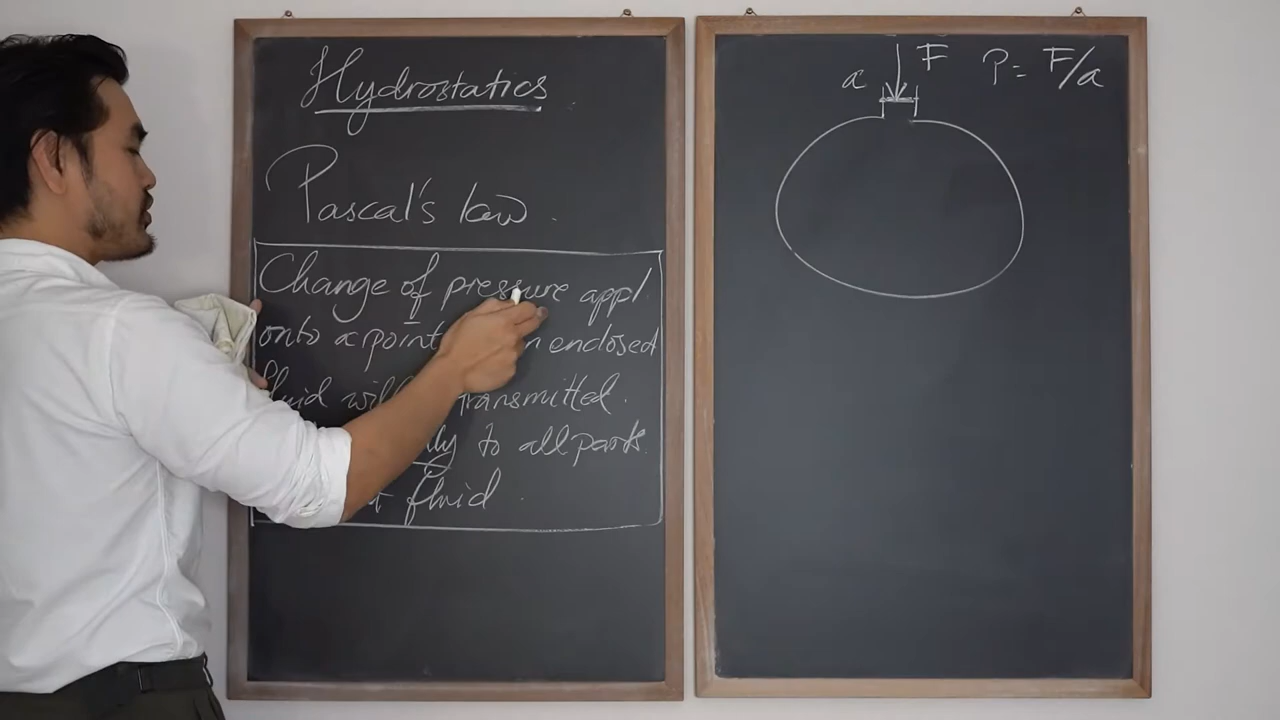 Hydrostatics
Pascal's law.
Change of pressure appl.
onto a point enclosed
fluid transmitted.
to all parts
fluid.
a
F
P = F/a